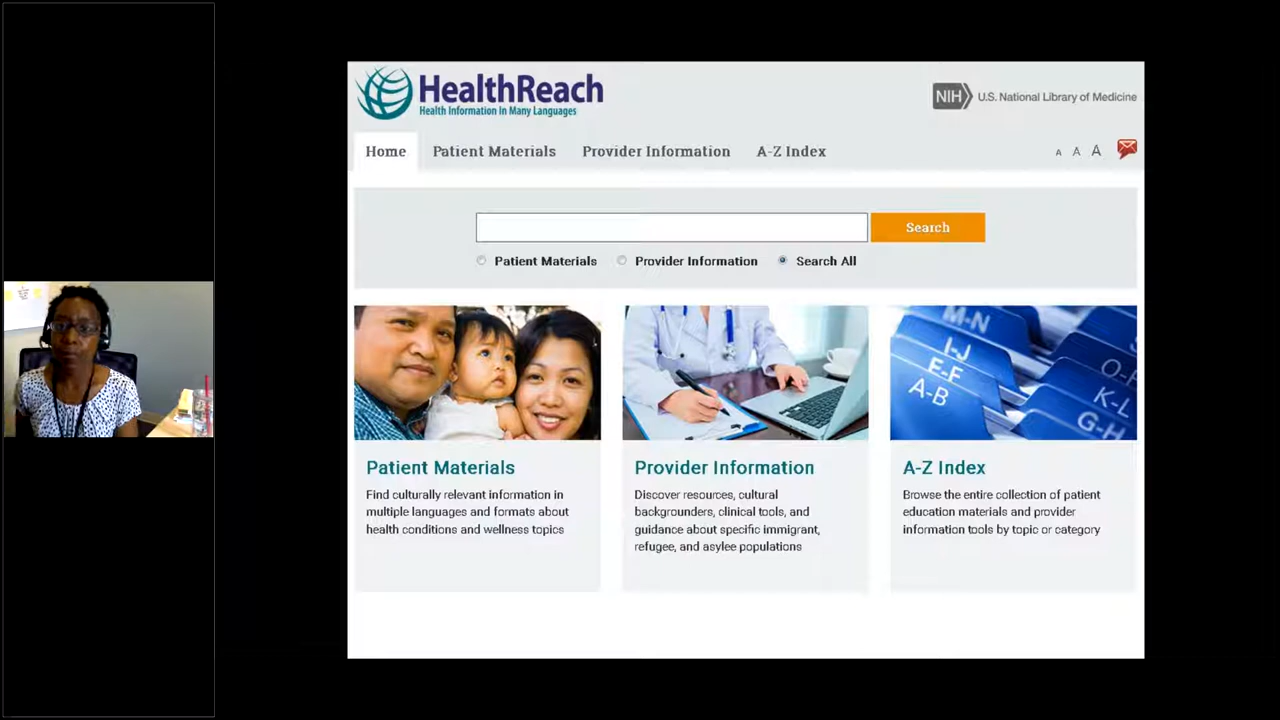 HealthReach
Health Information In Many Languages
NIH U.S. National Library of Medicine
Home Patient Materials Provider Information A-Z Index A A A
Search
Patient Materials Provider Information Search All
M-N
I-J
E-F
A-B
K-L
G-H
Patient Materials
Find culturally relevant information in
multiple languages and formats about
health conditions and wellness topics
Provider Information
Discover resources, cultural
backgrounders, clinical tools, and
guidance about specific immigrant,
refugee, and asylee populations
A-Z Index
Browse the entire collection of patient
education materials and provider
information tools by topic or category